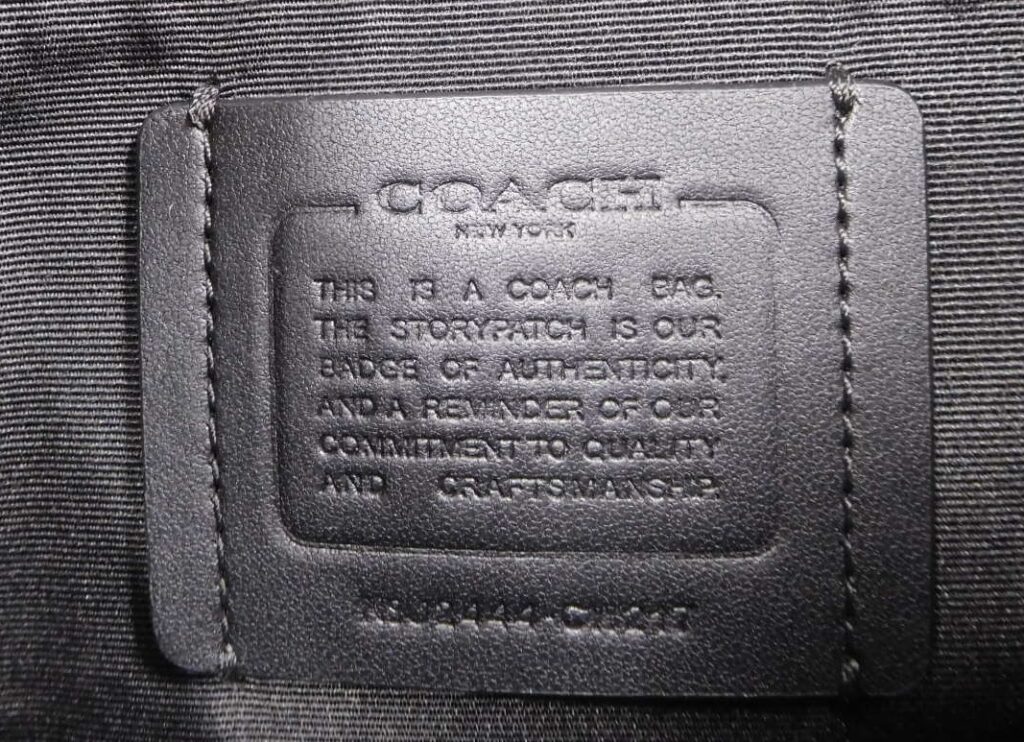 COACH
NEW YORK
THIS IS A COACH BAG.
THE STORYPATCH IS OUR
BADGE OF AUTHENTICITY.
AND A REMINDER OF OUR
COMMITMENT TO QUALITY
AND CRAFTSMANSHIP.